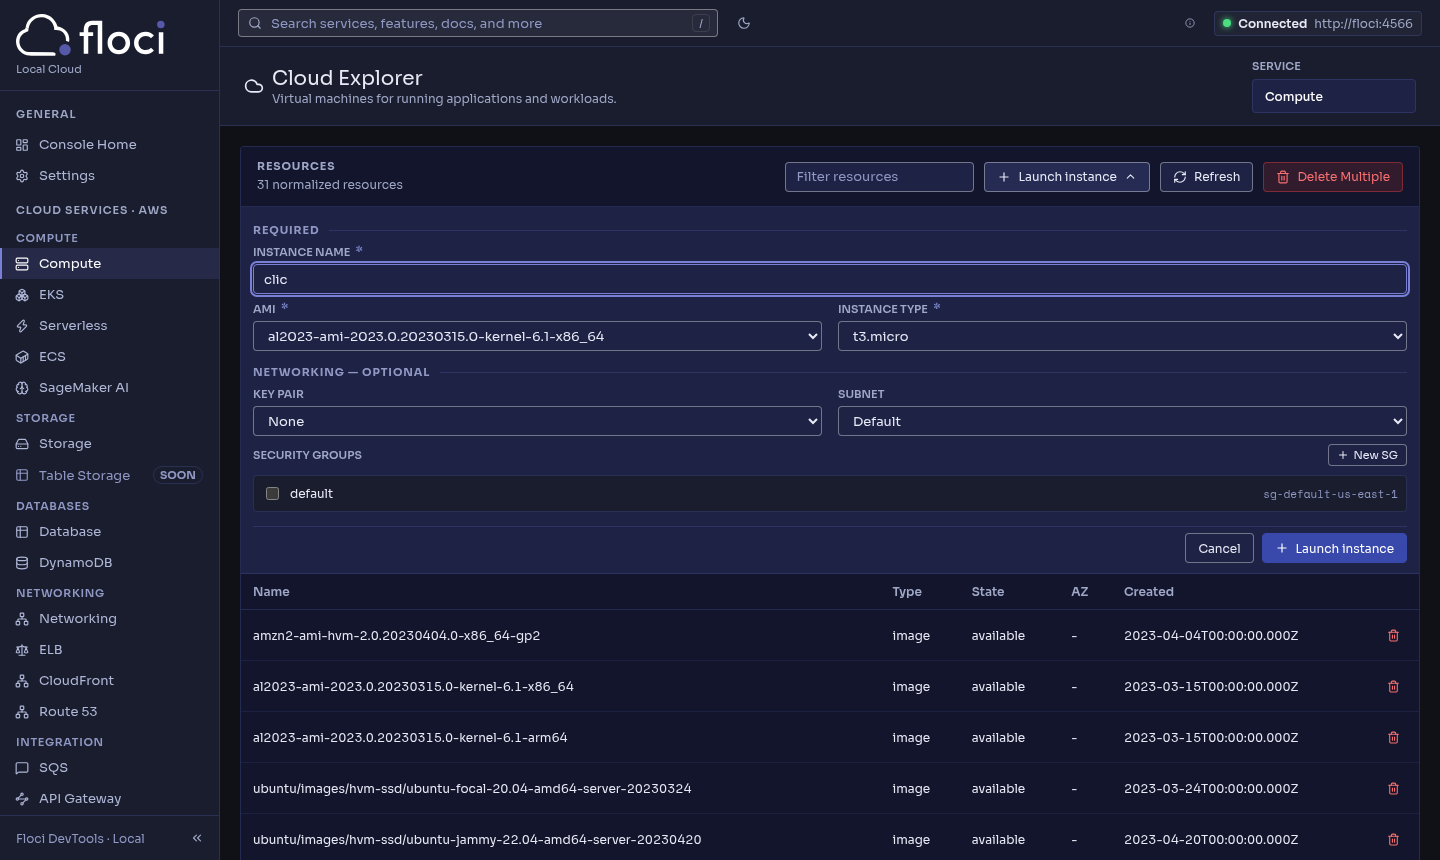 floci
Local Cloud
GENERAL
Console Home
Settings
CLOUD SERVICES · AWS
COMPUTE
Compute
EKS
Serverless
ECS
SageMaker AI
STORAGE
Storage
Table Storage SOON
DATABASES
Database
DynamoDB
NETWORKING
Networking
ELB
CloudFront
Route 53
INTEGRATION
SQS
API Gateway
Floci DevTools · Local
Search services, features, docs, and more /
Connected http://floci:4566
Cloud Explorer
Virtual machines for running applications and workloads.
SERVICE
Compute
RESOURCES
31 normalized resources
Filter resources
Launch instance
Refresh
Delete Multiple
REQUIRED
INSTANCE NAME *
clic
AMI *
al2023-ami-2023.0.20230315.0-kernel-6.1-x86_64
INSTANCE TYPE *
t3.micro
NETWORKING — OPTIONAL
KEY PAIR
None
SUBNET
Default
SECURITY GROUPS
New SG
default sg-default-us-east-1
Cancel
Launch instance
Name Type State AZ Created
amzn2-ami-hvm-2.0.20230404.0-x86_64-gp2 image available - 2023-04-04T00:00:00.000Z
al2023-ami-2023.0.20230315.0-kernel-6.1-x86_64 image available - 2023-03-15T00:00:00.000Z
al2023-ami-2023.0.20230315.0-kernel-6.1-arm64 image available - 2023-03-15T00:00:00.000Z
ubuntu/images/hvm-ssd/ubuntu-focal-20.04-amd64-server-20230324 image available - 2023-03-24T00:00:00.000Z
ubuntu/images/hvm-ssd/ubuntu-jammy-22.04-amd64-server-20230420 image available - 2023-04-20T00:00:00.000Z